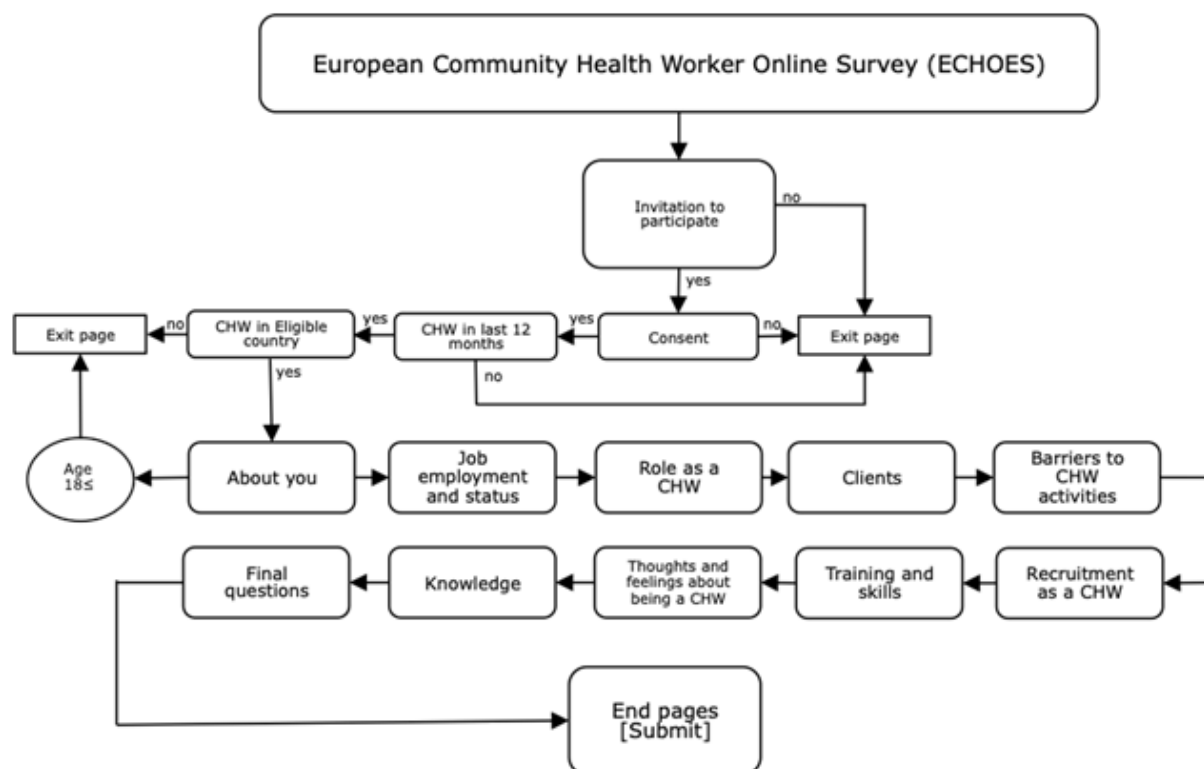 European Community Health Worker Online Survey (ECHOES)
Invitation to
participate
no
yes
Exit page
no
CHW in Eligible
country
yes
CHW in last 12
months
yes
Consent
no
Exit page
yes
no
Age
18≤
About you
Job
employment
and status
Role as a
CHW
Clients
Barriers to
CHW
activities
Final
questions
Knowledge
Thoughts and
feelings about
being a CHW
Training and
skills
Recruitment
as a CHW
End pages
[Submit]